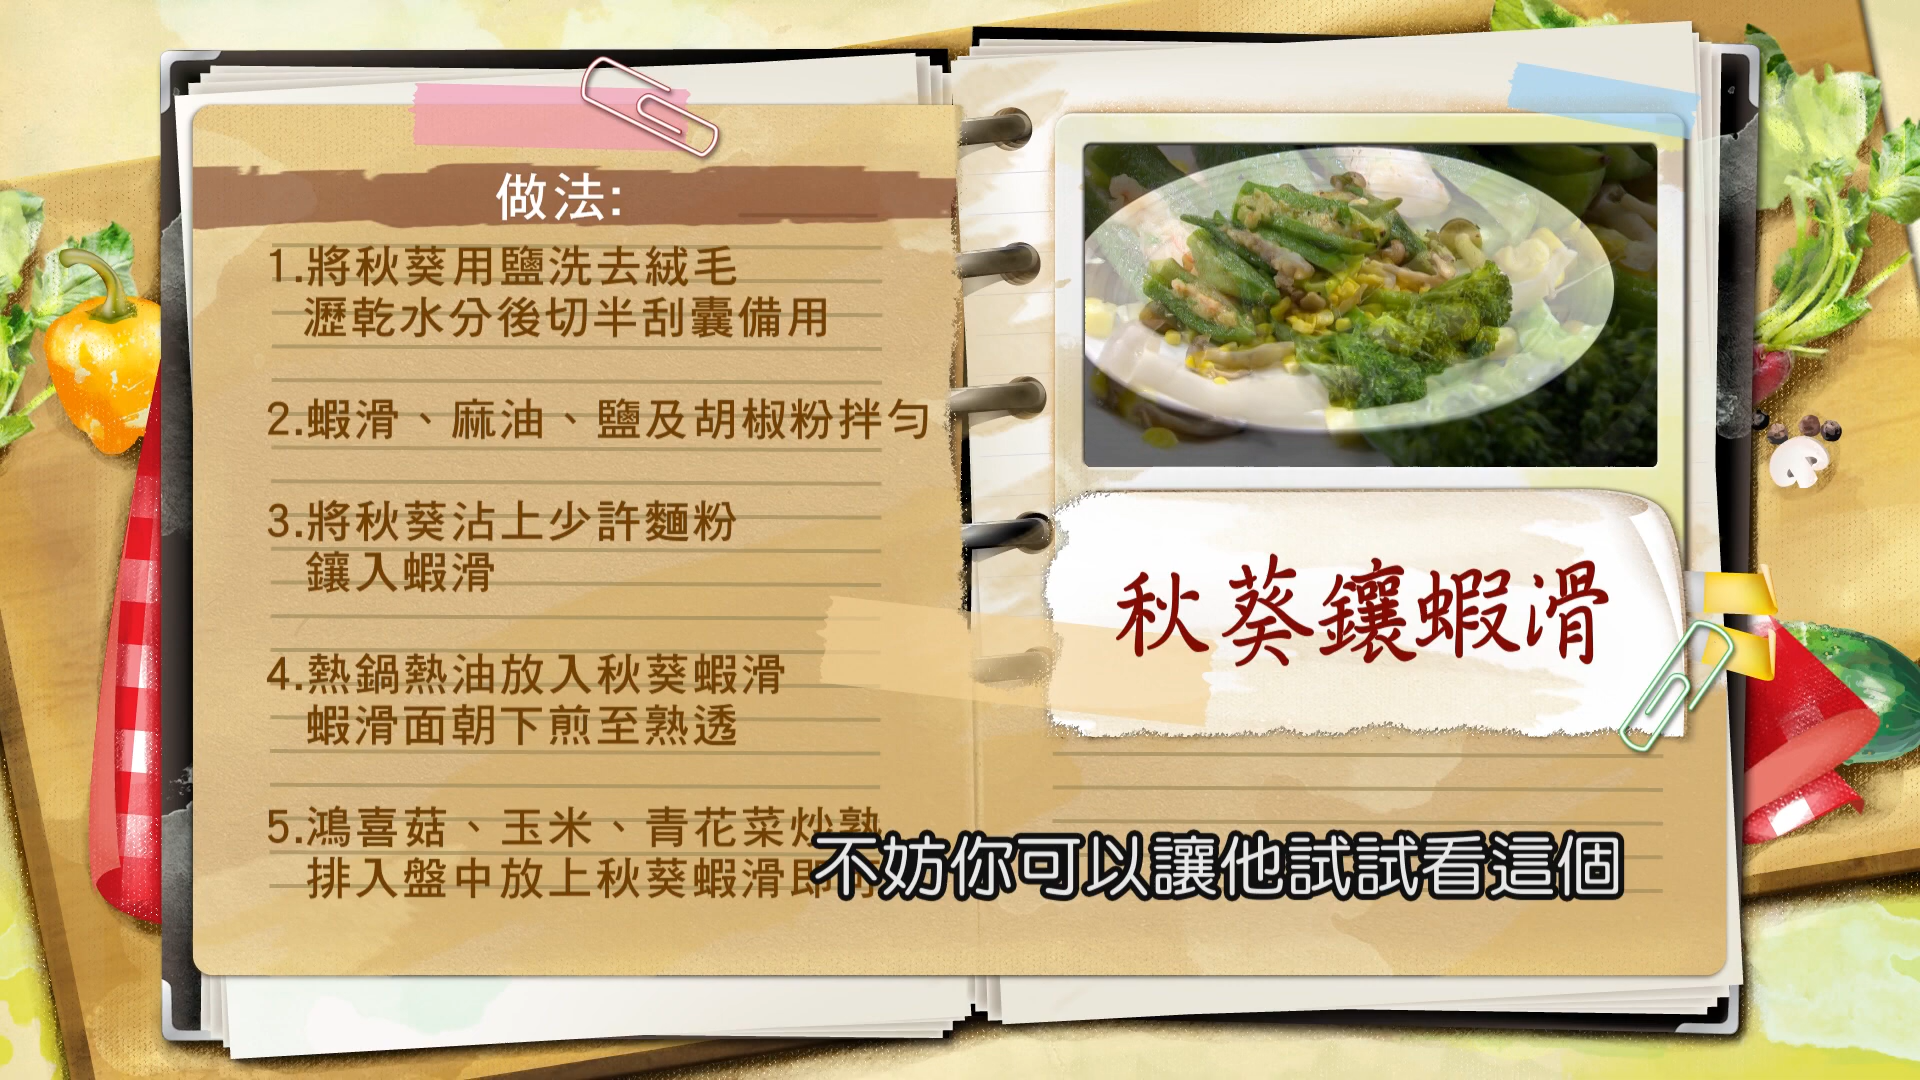 做法:
1.將秋葵用鹽洗去絨毛
瀝乾水分後切半刮囊備用
2.蝦滑、麻油、鹽及胡椒粉拌勻
3.將秋葵沾上少許麵粉
鑲入蝦滑
4.熱鍋熱油放入秋葵蝦滑
蝦滑面朝下煎至熟透
5.鴻喜菇、玉米、青花菜炒熟
排入盤中放上秋葵蝦滑即可
秋葵鑲蝦滑
不妨你可以讓他試試看這個